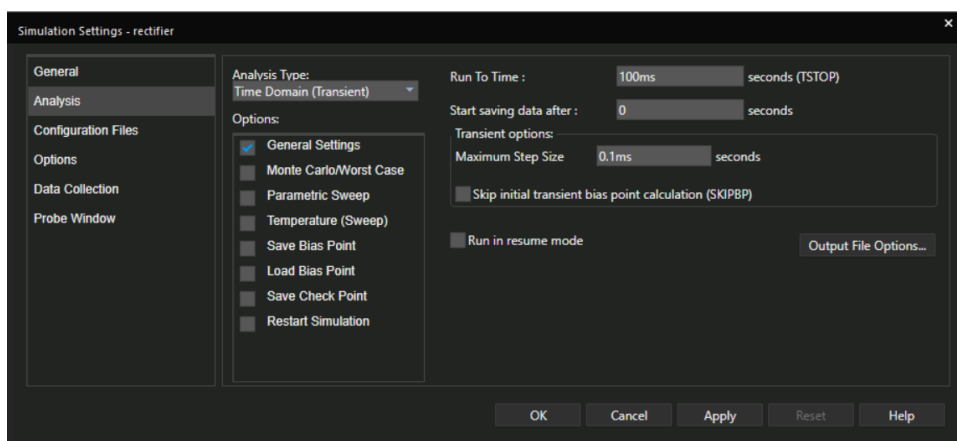 Simulation Settings - rectifier
×
General
Analysis
Configuration Files
Options
Data Collection
Probe Window
Analysis Type:
Time Domain (Transient)
Options:
General Settings
Monte Carlo/Worst Case
Parametric Sweep
Temperature (Sweep)
Save Bias Point
Load Bias Point
Save Check Point
Restart Simulation
Run To Time : 100ms seconds (TSTOP)
Start saving data after : 0 seconds
Transient options:
Maximum Step Size 0.1ms seconds
Skip initial transient bias point calculation (SKIPBP)
Run in resume mode
Output File Options...
OK Cancel Apply Reset Help